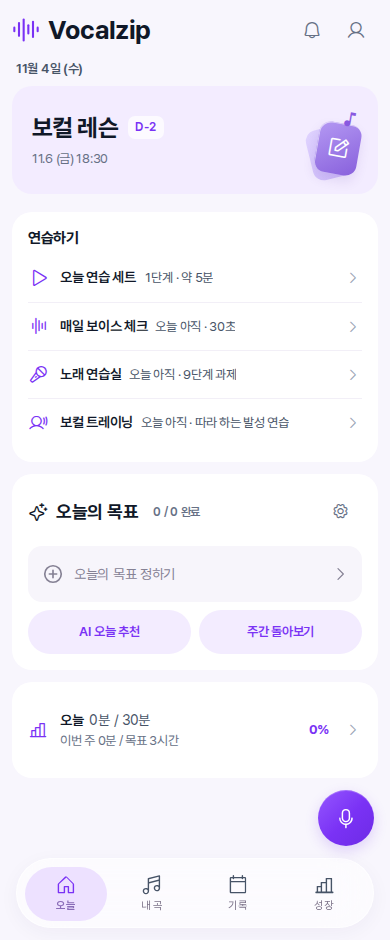 Vocalzip
11월 4일 (수)
보컬 레슨 D-2
11.6 (금) 18:30
연습하기
오늘 연습 세트 1단계 · 약 5분
매일 보이스 체크 오늘 아직 · 30초
노래 연습실 오늘 아직 · 9단계 과제
보컬 트레이닝 오늘 아직 · 따라 하는 발성 연습
오늘의 목표 0 / 0 완료
오늘의 목표 정하기
AI 오늘 추천 주간 돌아보기
오늘 0분 / 30분
이번 주 0분 / 목표 3시간
0%
오늘 내 곡 기록 성장